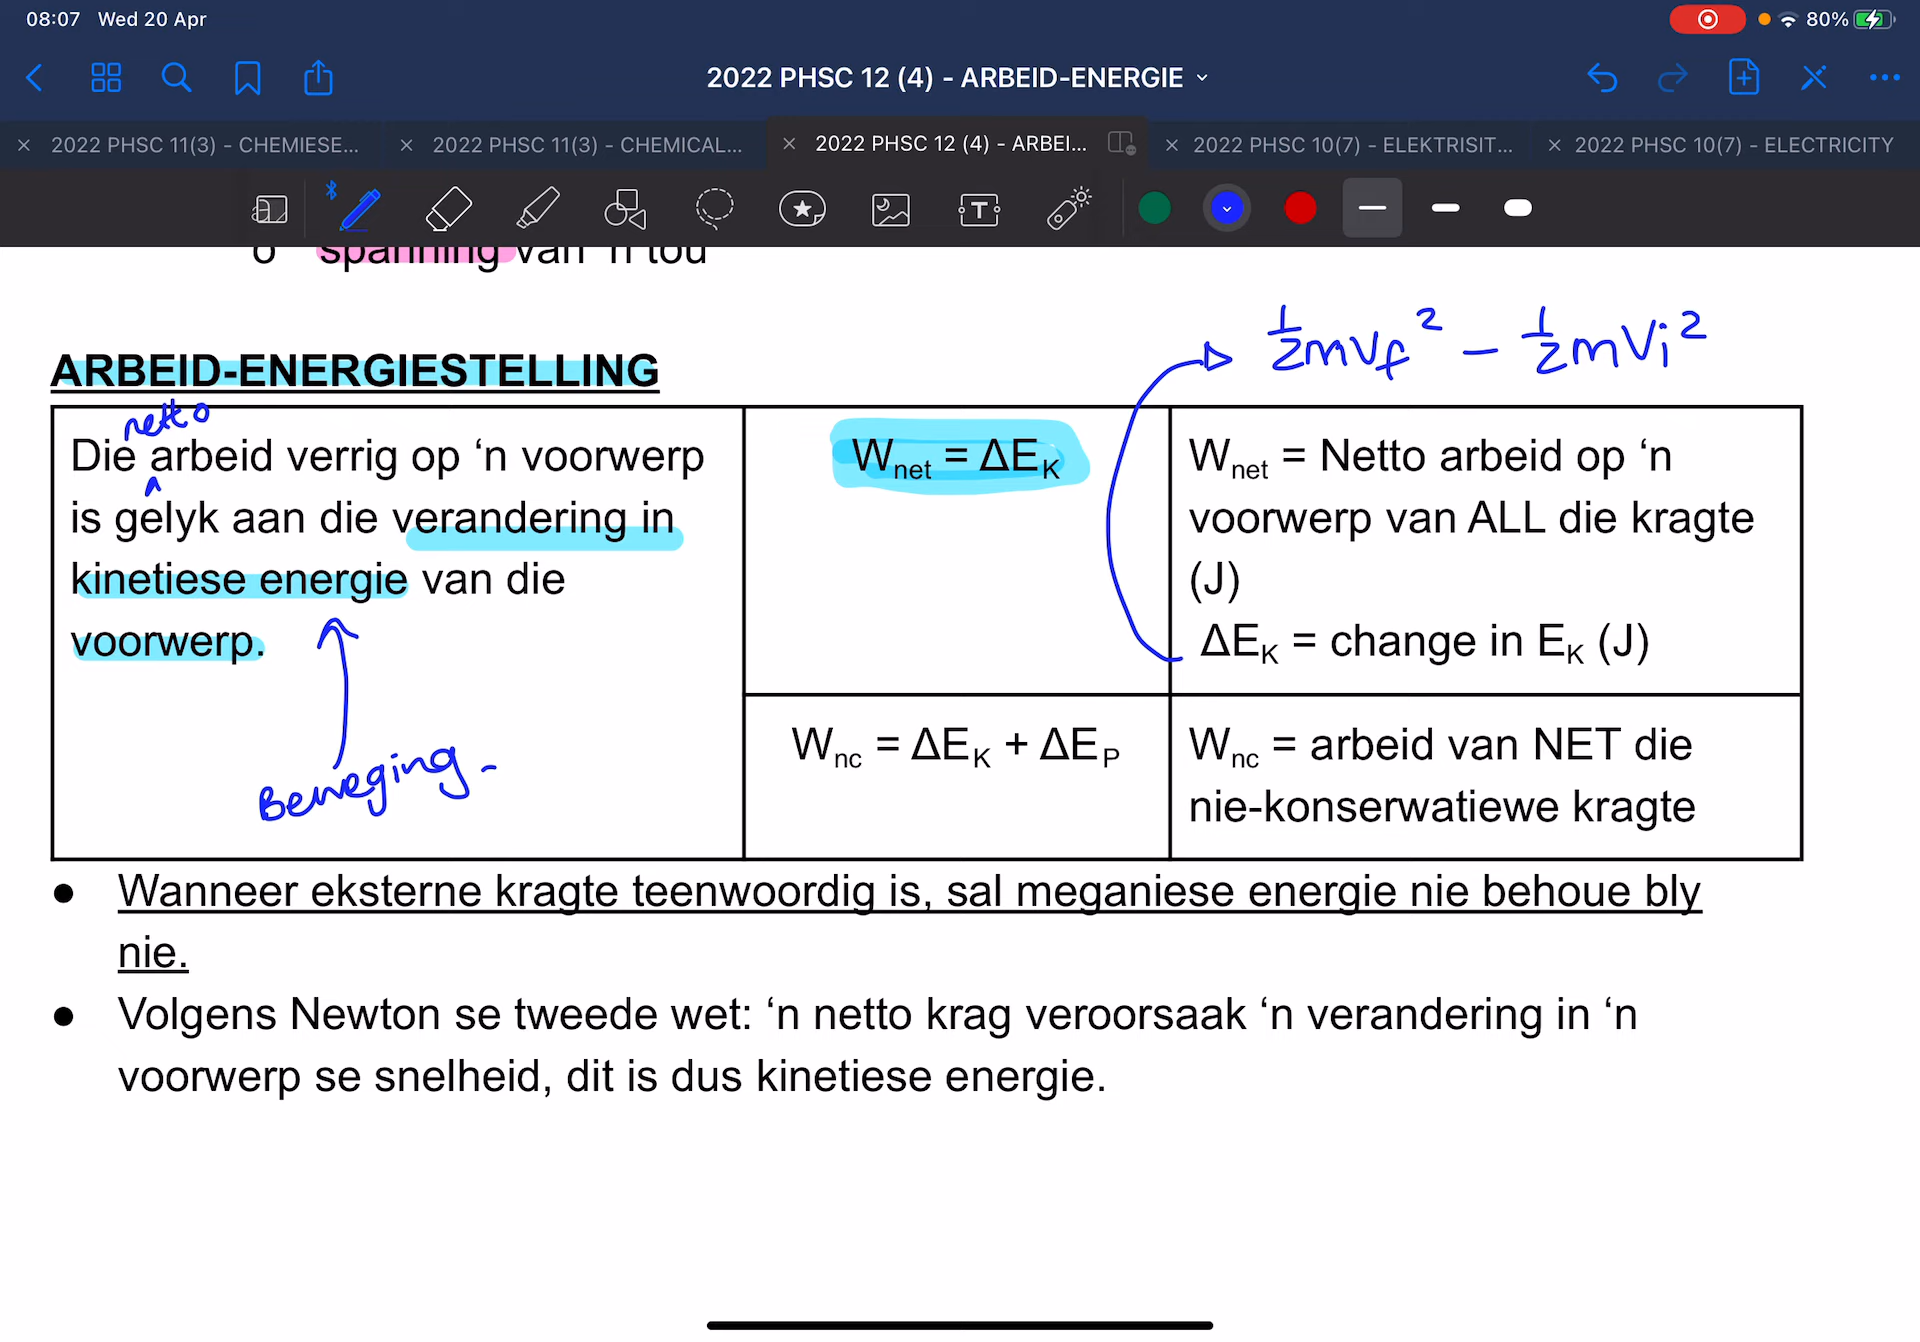 08:07 Wed 20 Apr
80%
2022 PHSC 12 (4) - ARBEID-ENERGIE
2022 PHSC 11(3) - CHEMIESE...
2022 PHSC 11(3) - CHEMICAL...
2022 PHSC 12 (4) - ARBEI...
2022 PHSC 10(7) - ELEKTRISIT...
2022 PHSC 10(7) - ELECTRICITY
o spanning van 'n tou
½mvf² – ½mvi²
ARBEID-ENERGIESTELLING
netto
Die arbeid verrig op ‘n voorwerp
is gelyk aan die verandering in
kinetiese energie van die
voorwerp.
Beweging -
Wnet = ΔEK
Wnet = Netto arbeid op ‘n
voorwerp van ALL die kragte
(J)
ΔEK = change in EK (J)
Wnc = ΔEK + ΔEP
Wnc = arbeid van NET die
nie-konserwatiewe kragte
● Wanneer eksterne kragte teenwoordig is, sal meganiese energie nie behoue bly
nie.
● Volgens Newton se tweede wet: ‘n netto krag veroorsaak ‘n verandering in ‘n
voorwerp se snelheid, dit is dus kinetiese energie.